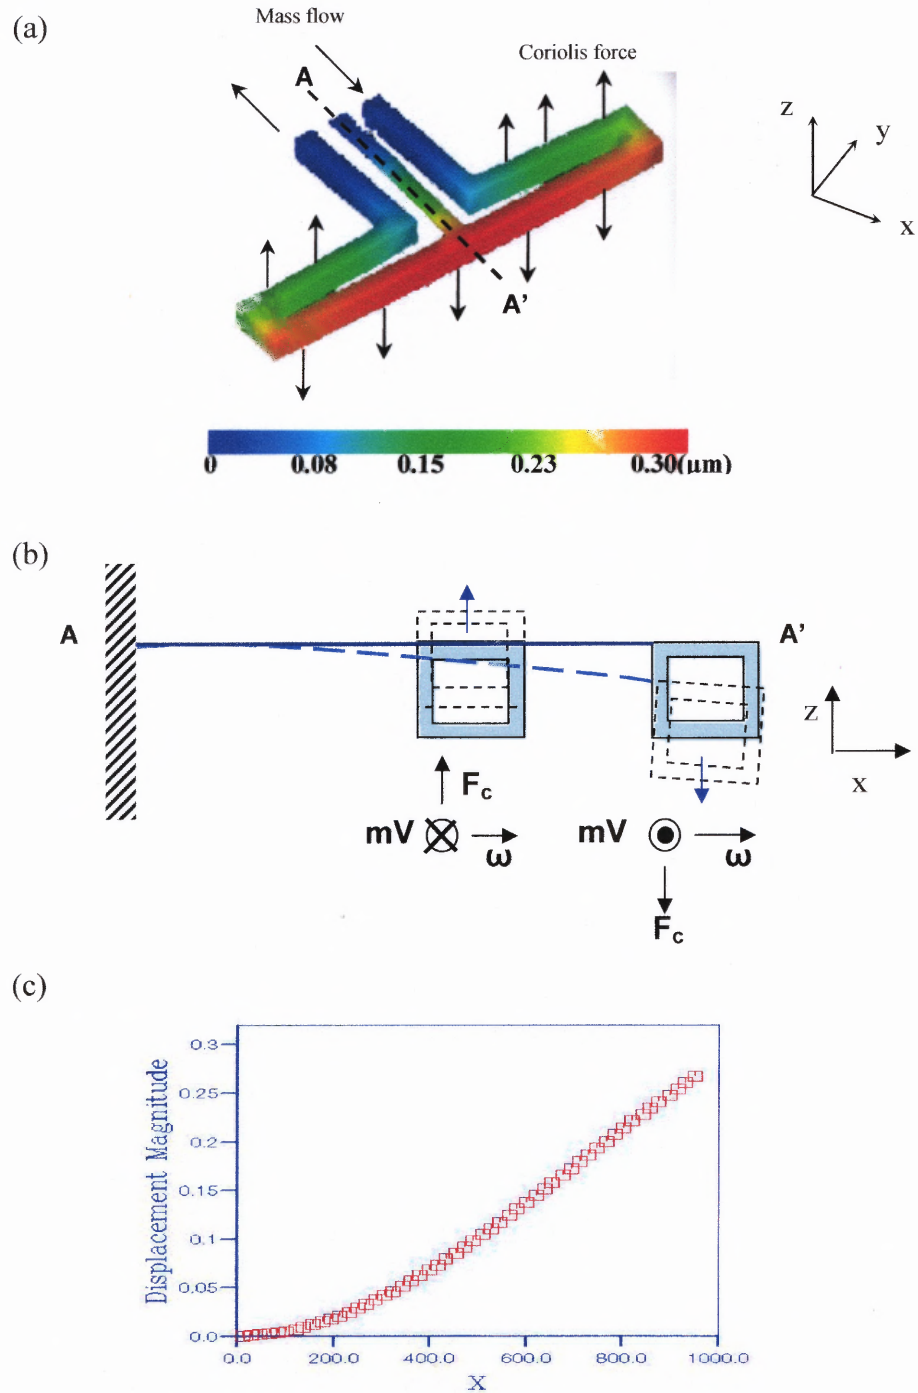 (a)
Mass flow
Coriolis force
A
A’
z
y
x
0 0.08 0.15 0.23 0.30(μm)
(b)
A
A’
z
x
Fc
mV ω
mV ω
Fc
(c)
Displacement Magnitude
0.3
0.25
0.2
0.15
0.1
0.05
0.0
0.0 200.0 400.0 600.0 800.0 1000.0
X